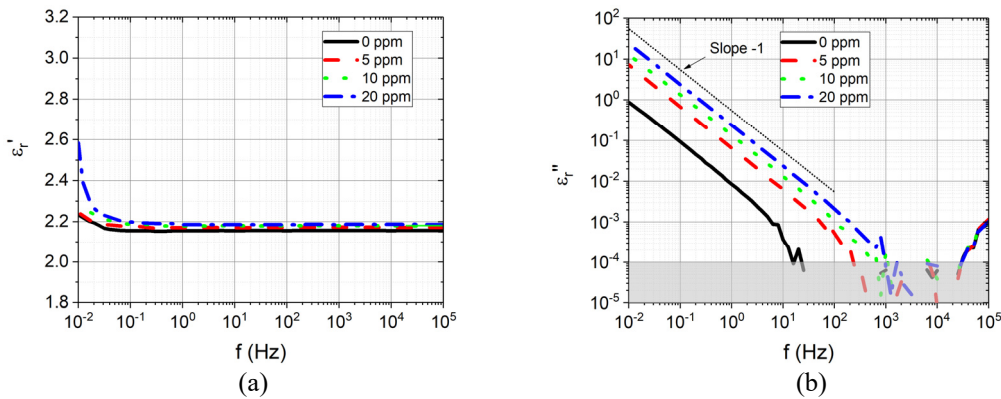 3.2
3.0
2.8
2.6
2.4
2.2
2.0
1.8
εr'
0 ppm
5 ppm
10 ppm
20 ppm
10-2 10-1 100 101 102 103 104 105
f (Hz)
(a)
102
101
100
10-1
10-2
10-3
10-4
10-5
εr''
Slope -1
0 ppm
5 ppm
10 ppm
20 ppm
10-2 10-1 100 101 102 103 104 105
f (Hz)
(b)